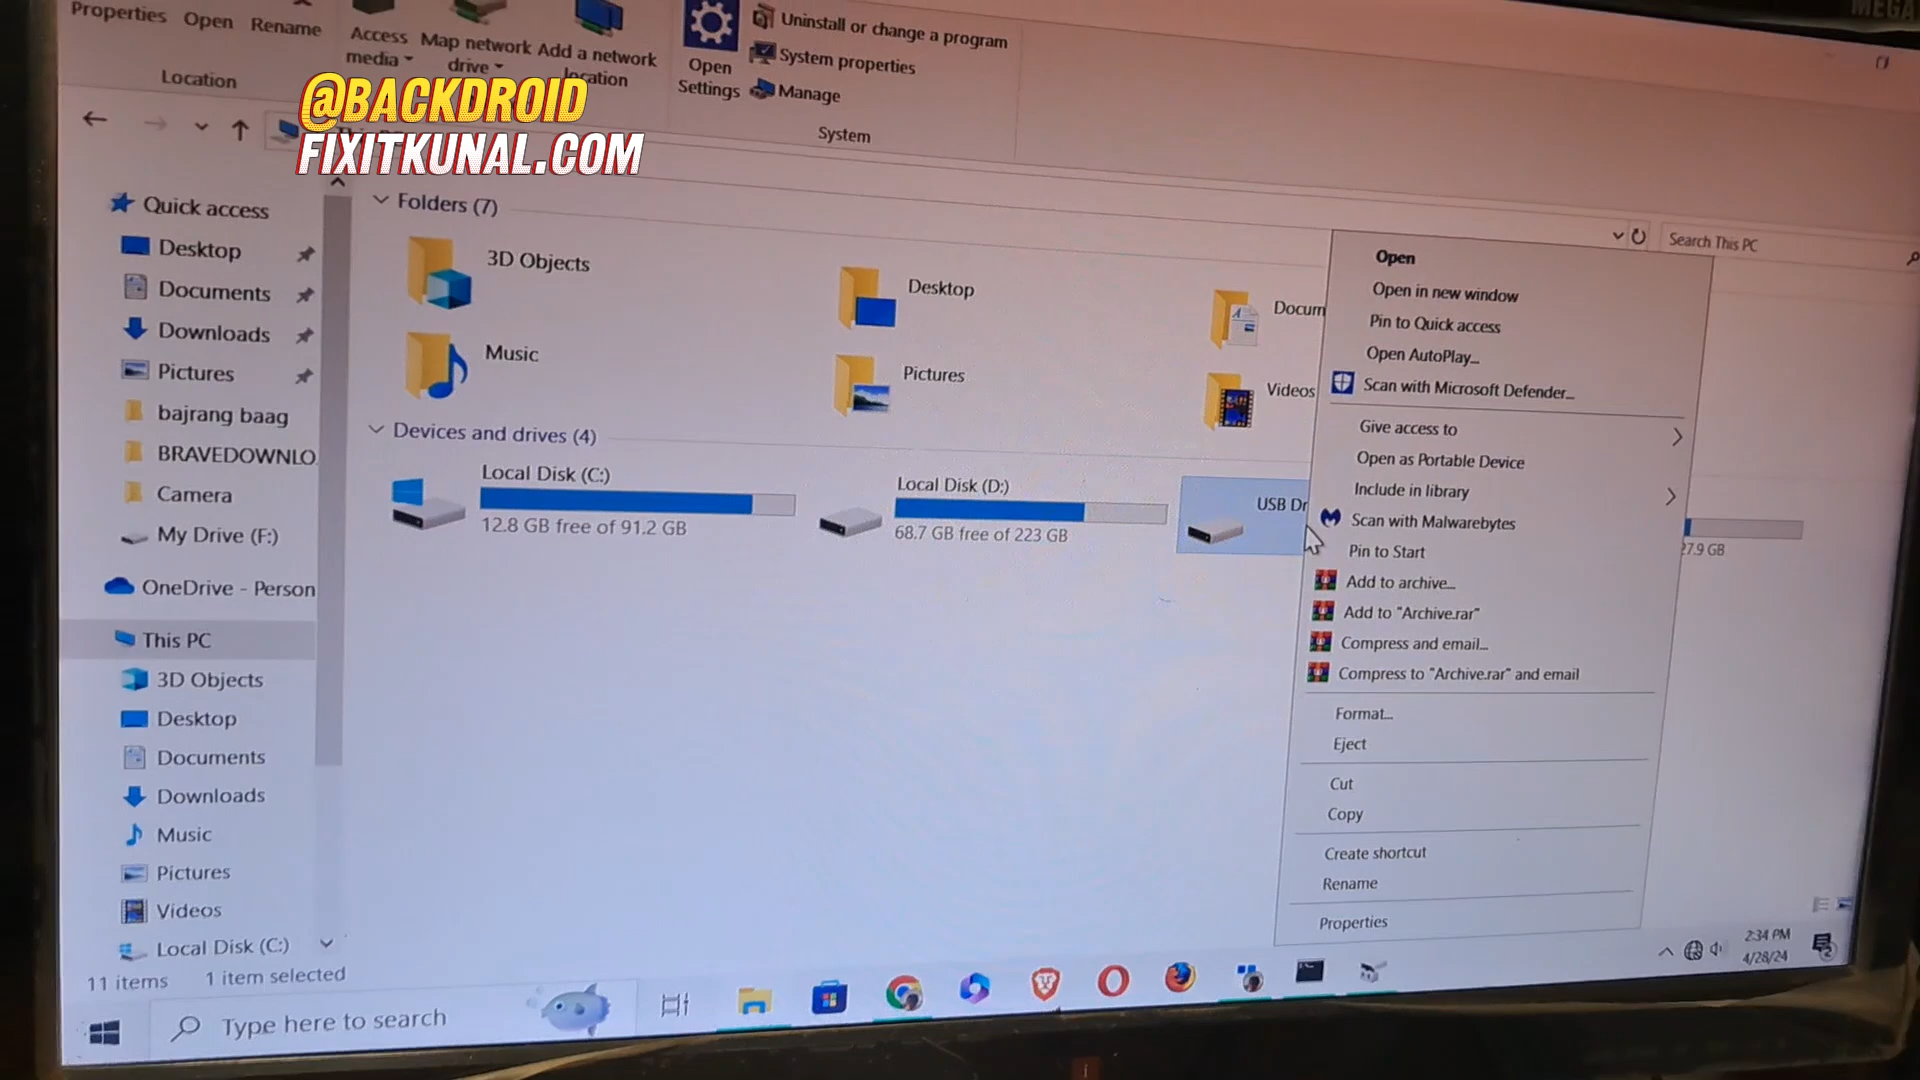 MEGA
Properties
Open
Rename
Access media
Map network drive
Add a network location
Open Settings
Uninstall or change a program
System properties
Manage
Location
System
@BACKDROID
FIXITKUNAL.COM
Search This PC
Quick access
Desktop
Documents
Downloads
Pictures
bajrang baag
BRAVEDOWNLO
Camera
My Drive (F:)
OneDrive - Person
This PC
3D Objects
Desktop
Documents
Downloads
Music
Pictures
Videos
Local Disk (C:)
11 items
1 item selected
Folders (7)
3D Objects
Desktop
Docum
Music
Pictures
Videos
Devices and drives (4)
Local Disk (C:)
12.8 GB free of 91.2 GB
Local Disk (D:)
68.7 GB free of 223 GB
USB Dr
27.9 GB
Open
Open in new window
Pin to Quick access
Open AutoPlay...
Scan with Microsoft Defender...
Give access to
Open as Portable Device
Include in library
Scan with Malwarebytes
Pin to Start
Add to archive...
Add to "Archive.rar"
Compress and email...
Compress to "Archive.rar" and email
Format...
Eject
Cut
Copy
Create shortcut
Rename
Properties
Type here to search
2:34 PM
4/28/24
2